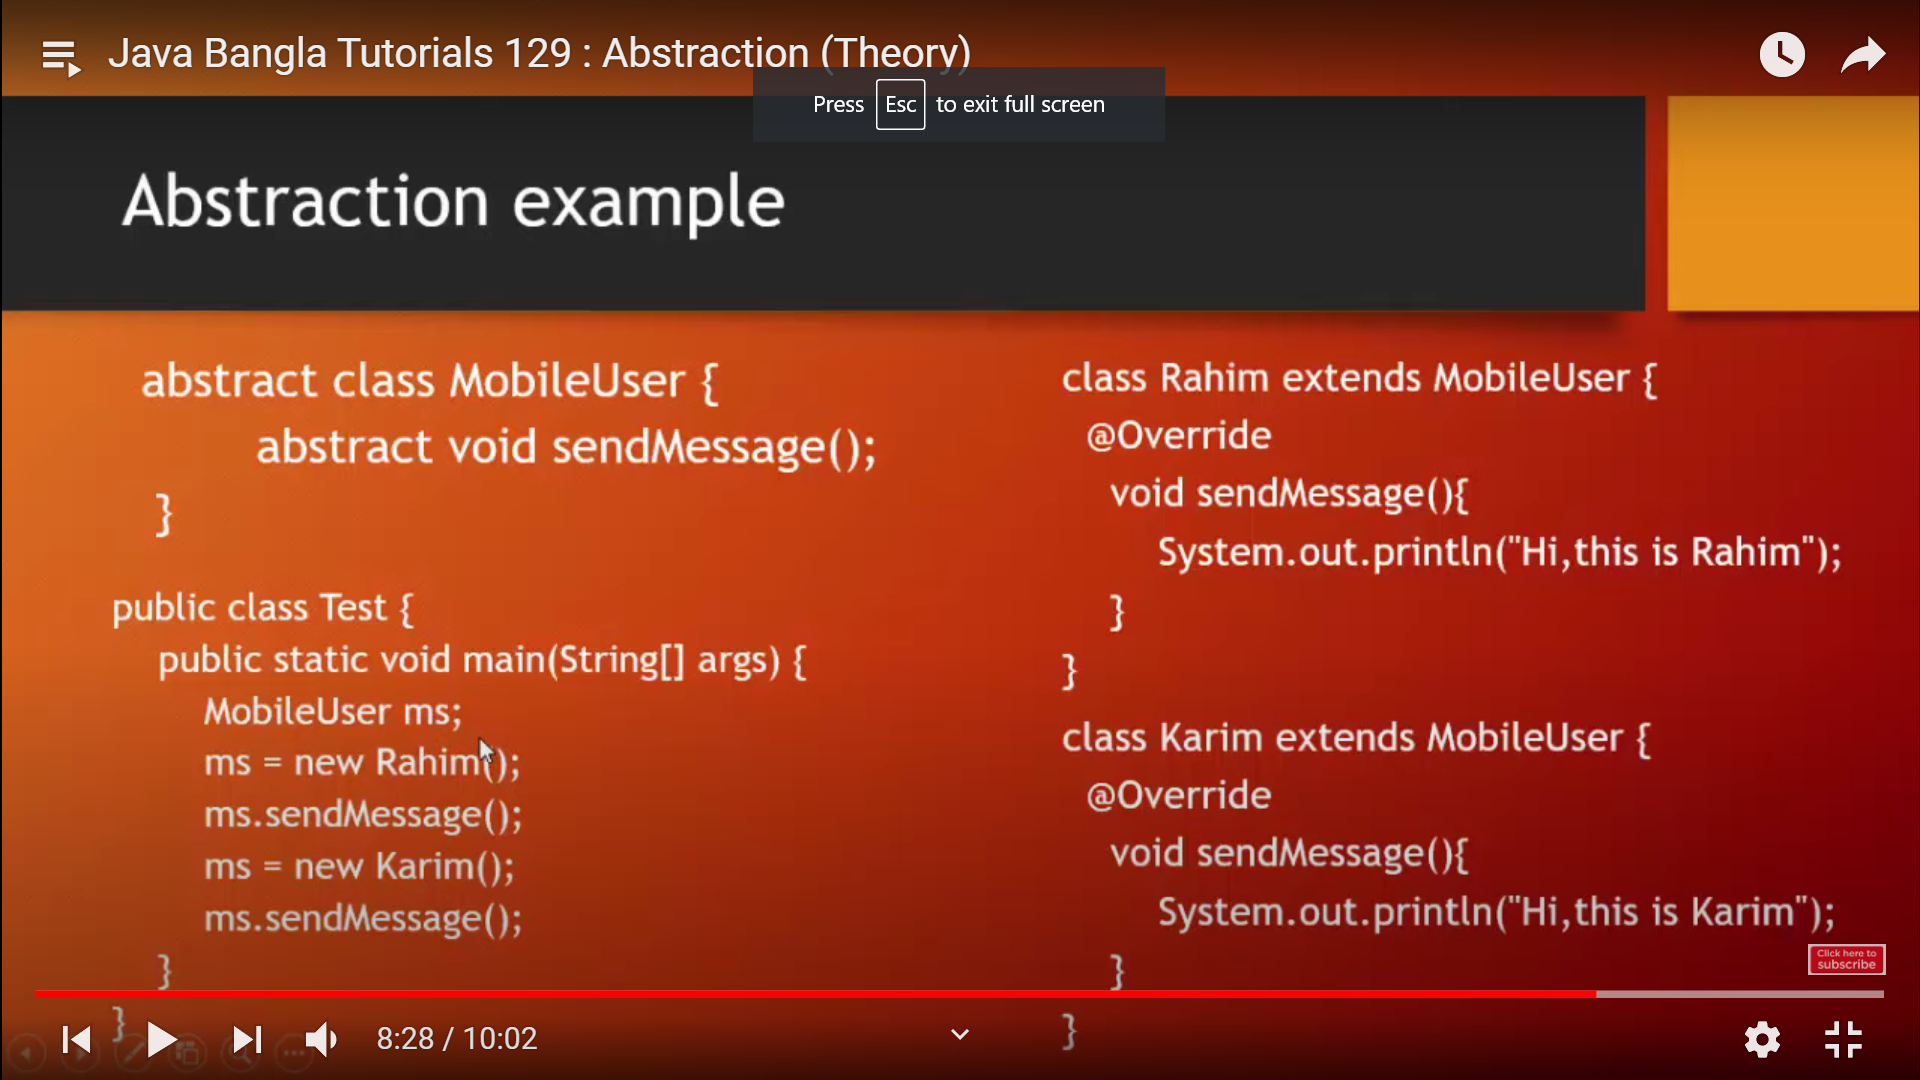 Java Bangla Tutorials 129 : Abstraction (Theory)
Press Esc to exit full screen
Abstraction example
abstract class MobileUser {
abstract void sendMessage();
}
public class Test {
public static void main(String[] args) {
MobileUser ms;
ms = new Rahim();
ms.sendMessage();
ms = new Karim();
ms.sendMessage();
}
}
class Rahim extends MobileUser {
@Override
void sendMessage(){
System.out.println("Hi,this is Rahim");
}
}
class Karim extends MobileUser {
@Override
void sendMessage(){
System.out.println("Hi,this is Karim");
}
}
Click here to
subscribe
8:28 / 10:02